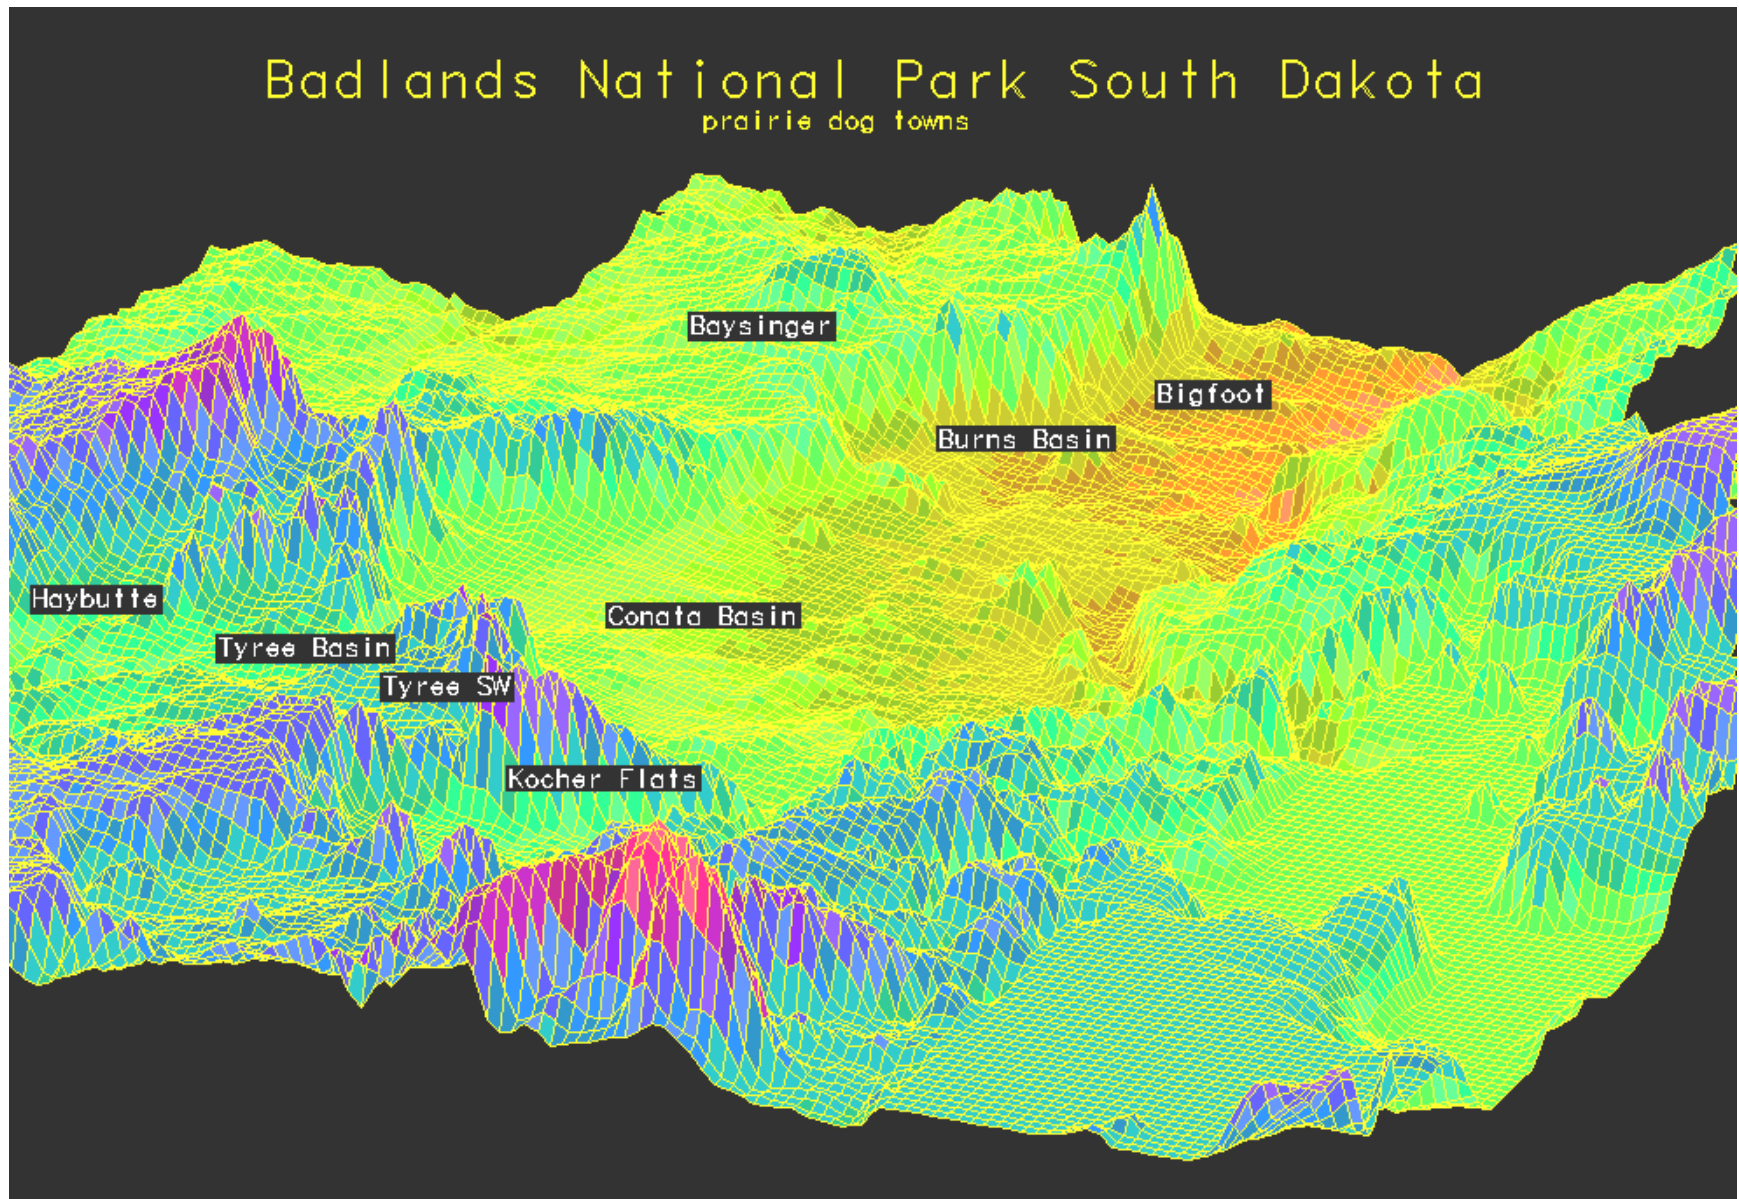 Badlands National Park South Dakota
prairie dog towns
Baysinger
Bigfoot
Burns Basin
Haybutte
Conata Basin
Tyree Basin
Tyree SW
Kocher Flats